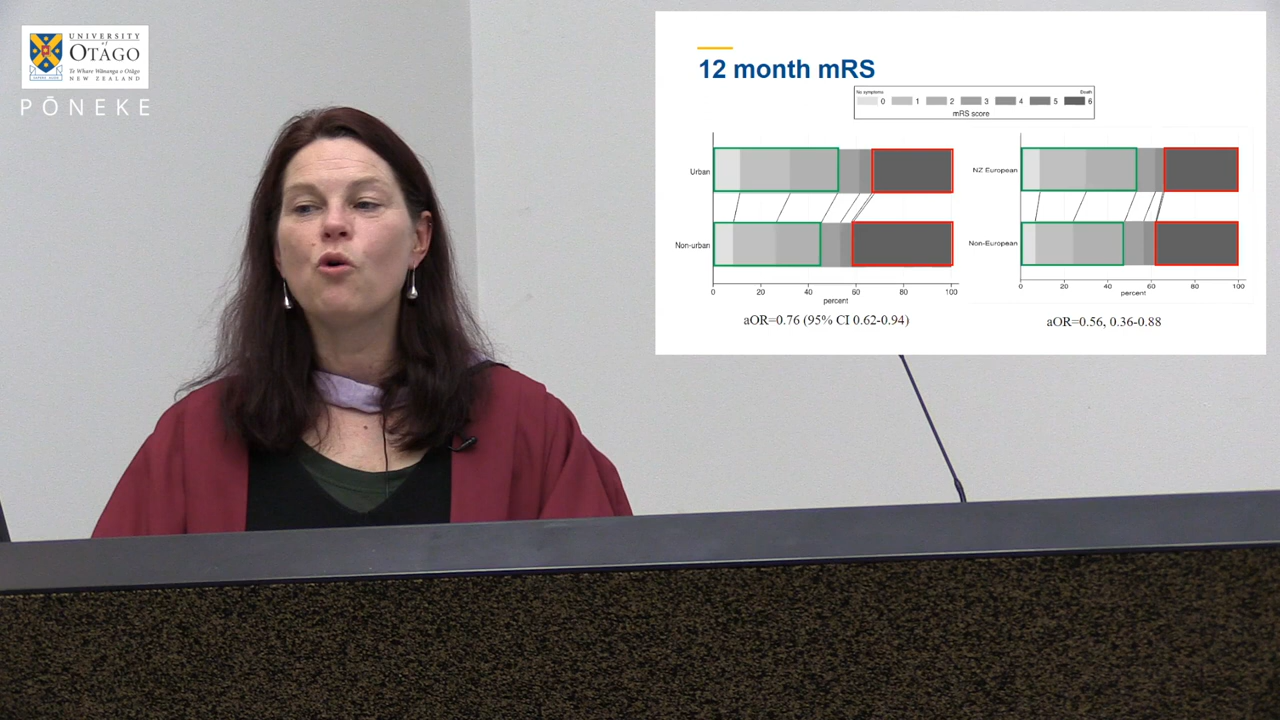 UNIVERSITY
of
OTAGO
Te Whare Wānanga o Otāgo
NEW ZEALAND
PŌNEKE
12 month mRS
No symptoms
Death
0 1 2 3 4 5 6
mRS score
Urban
Non-urban
0 20 40 60 80 100
percent
aOR=0.76 (95% CI 0.62-0.94)
NZ European
Non-European
0 20 40 60 80 100
percent
aOR=0.56, 0.36-0.88